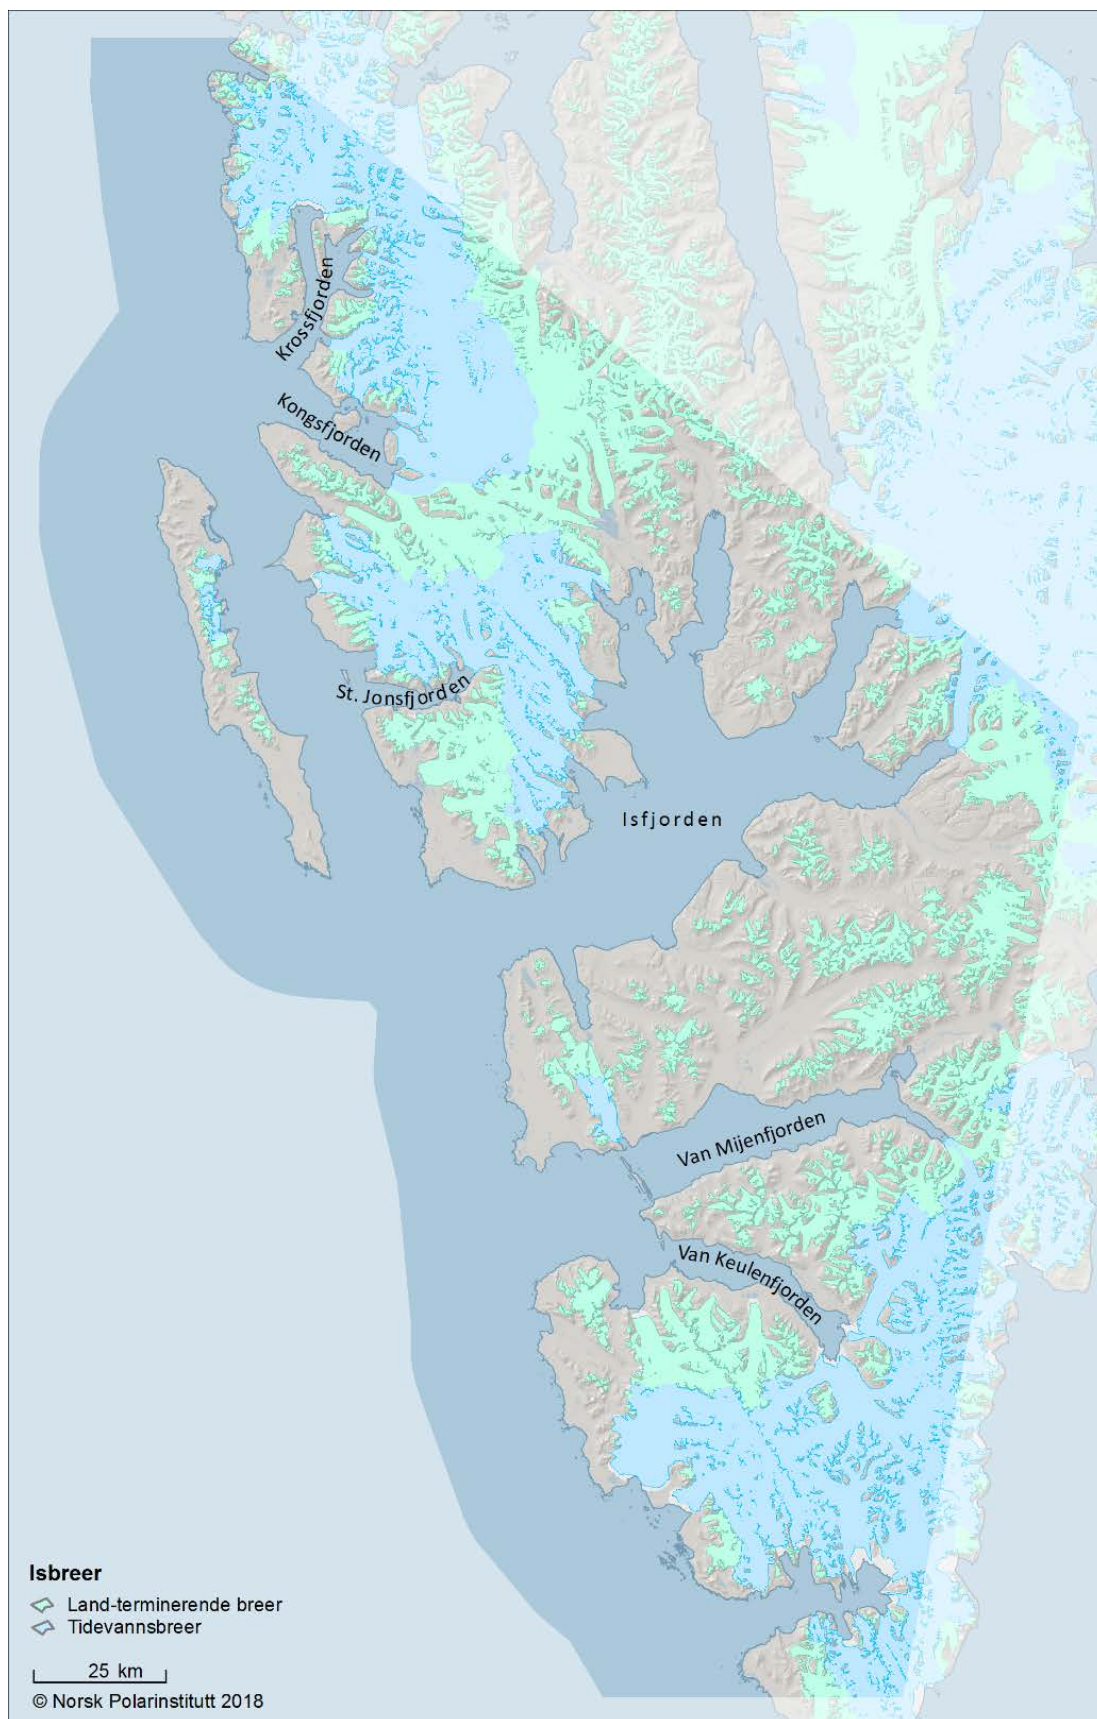 Krossfjorden
Kongsfjorden
St. Jonsfjorden
Isfjorden
Van Mijenfjorden
Van Keulenfjorden
Isbreer
Land-terminerende breer
Tidevannsbreer
25 km
© Norsk Polarinstitutt 2018